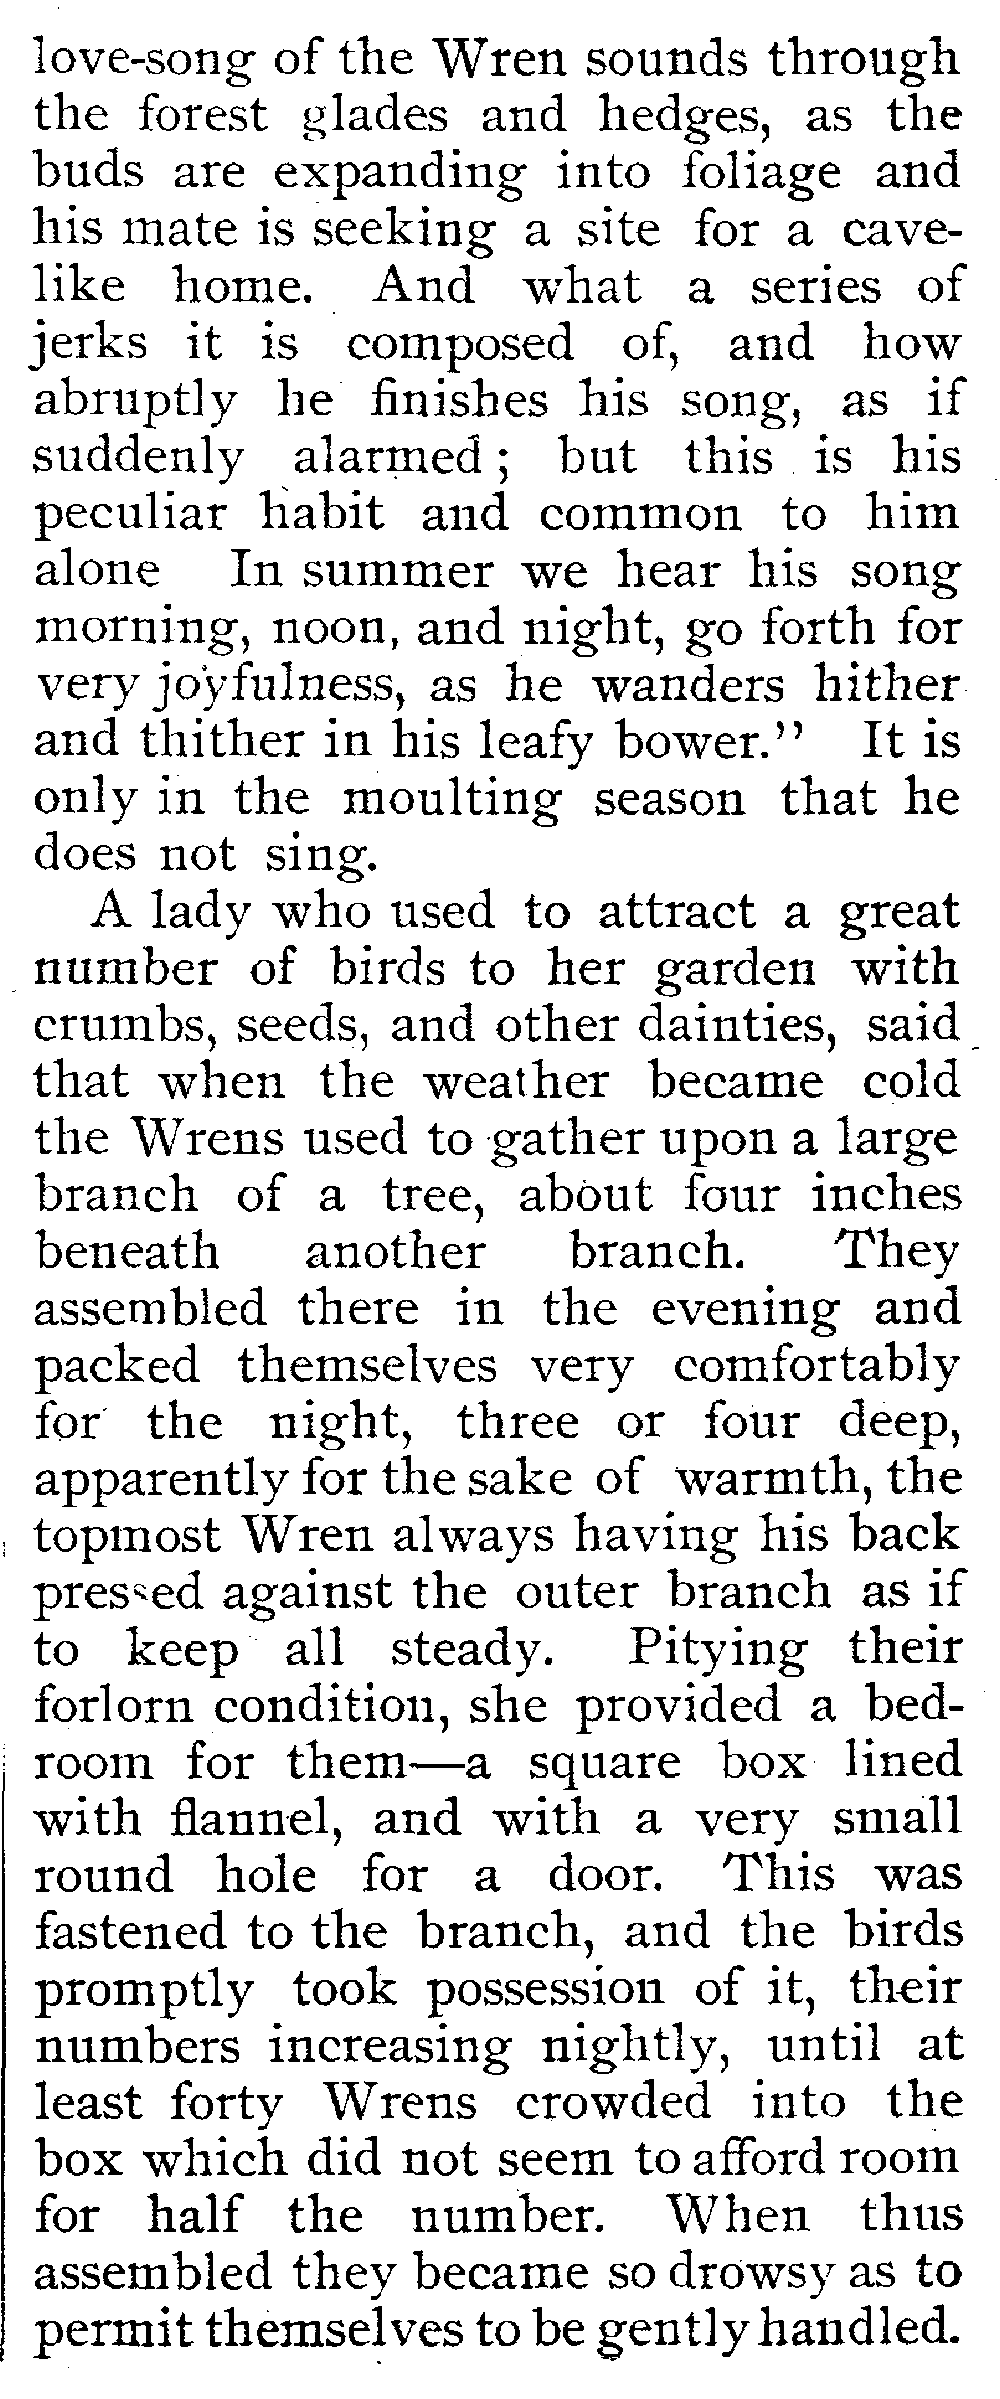 love-song of the Wren sounds through
the forest glades and hedges, as the
buds are expanding into foliage and
his mate is seeking a site for a cave-
like home. And what a series of
jerks it is composed of, and how
abruptly he finishes his song, as if
suddenly alarmed; but this is his
peculiar habit and common to him
alone In summer we hear his song
morning, noon, and night, go forth for
very joyfulness, as he wanders hither
and thither in his leafy bower.” It is
only in the moulting season that he
does not sing.
A lady who used to attract a great
number of birds to her garden with
crumbs, seeds, and other dainties, said
that when the weather became cold
the Wrens used to gather upon a large
branch of a tree, about four inches
beneath another branch. They
assembled there in the evening and
packed themselves very comfortably
for the night, three or four deep,
apparently for the sake of warmth, the
topmost Wren always having his back
pressed against the outer branch as if
to keep all steady. Pitying their
forlorn condition, she provided a bed-
room for them—a square box lined
with flannel, and with a very small
round hole for a door. This was
fastened to the branch, and the birds
promptly took possession of it, their
numbers increasing nightly, until at
least forty Wrens crowded into the
box which did not seem to afford room
for half the number. When thus
assembled they became so drowsy as to
permit themselves to be gently handled.